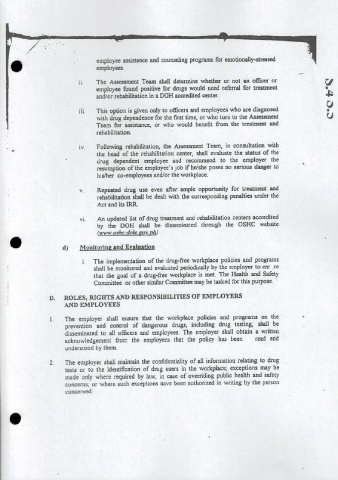 employee assistance and counseling programs for emotionally-stressed
employees.
ii. The Assessment Team shall determine whether or not an officer or
employee found positive for drugs would need referral for treatment
and/or rehabilitation in a DOH accredited center.
iii. This option is given only to officers and employees who are diagnosed
with drug dependence for the first time, or who turn to the Assessment
Team for assistance, or who would benefit from the treatment and
rehabilitation.
iv. Following rehabilitation, the Assessment Team, in consultation with
the head of the rehabilitation center, shall evaluate the status of the
drug dependent employee and recommend to the employer the
resumption of the employee's job if he/she poses no serious danger to
his/her co-employees and/or the workplace.
v. Repeated drug use even after ample opportunity for treatment and
rehabilitation shall be dealt with the corresponding penalties under the
Act and its IRR.
vi. An updated list of drug treatment and rehabilitation centers accredited
by the DOH shall be disseminated through the OSHC website
(www.oshc.dole.gov.ph)
d) Monitoring and Evaluation
i. The implementation of the drug-free workplace policies and programs
shall be monitored and evaluated periodically by the employer to en re
that the goal of a drug-free workplace is met. The Health and Safety
Committee or other similar Committee may be tasked for this purpose.
D. ROLES, RIGHTS AND RESPONSIBILITIES OF EMPLOYERS
AND EMPLOYEES
1. The employer shall ensure that the workplace policies and programs on the
prevention and control of dangerous drugs, including drug testing, shall be
disseminated to all officers and employees. The employer shall obtain a written
acknowledgement from the employees that the policy has been read and
understood by them.
2. The employer shall maintain the confidentiality of all information relating to drug
tests or to the identification of drug users in the workplace; exceptions may be
made only where required by law, in case of overriding public health and safety
concerns; or where such exceptions have been authorized in writing by the person
concerned.